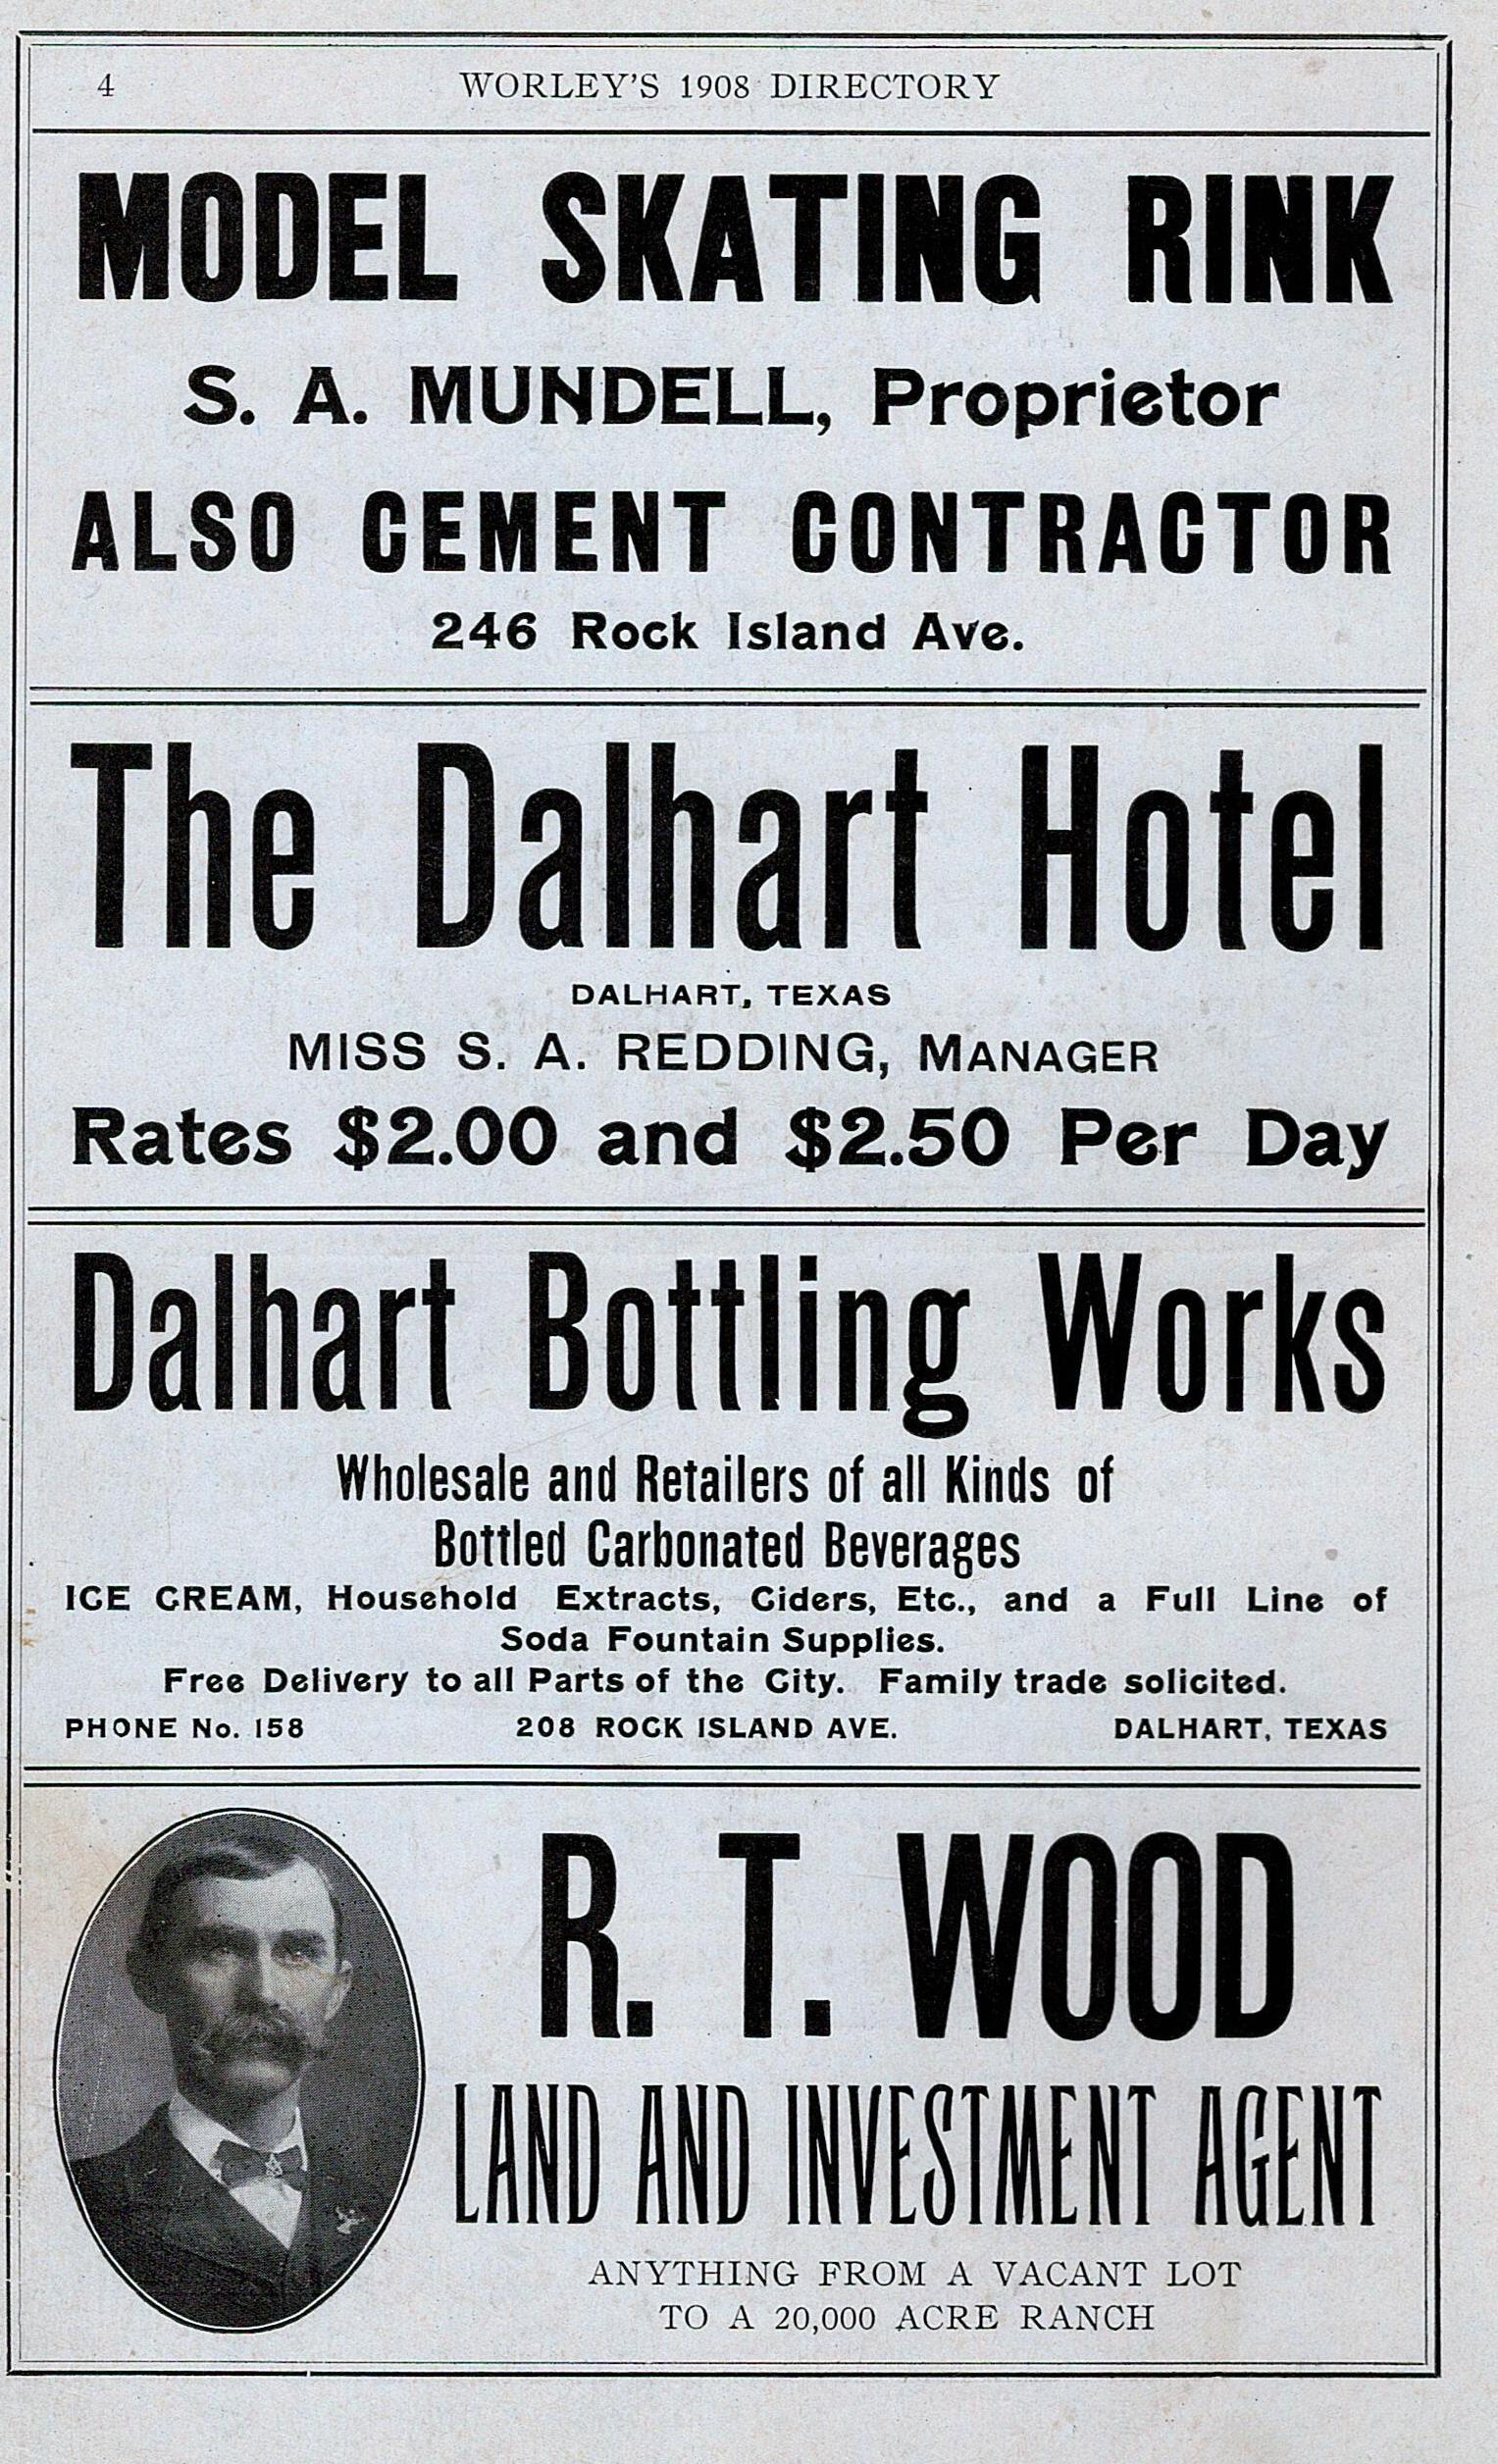 4 WORLEY'S 1908 DIRECTORY
MODEL SKATING RINK
S. A. MUNDELL, Proprietor
ALSO CEMENT CONTRACTOR
246 Rock Island Ave.
The Dalhart Hotel
DALHART, TEXAS
MISS S. A. REDDING, MANAGER
Rates $2.00 and $2.50 Per Day
Dalhart Bottling Works
Wholesale and Retailers of all Kinds of
Bottled Carbonated Beverages
ICE CREAM, Household Extracts, Ciders, Etc., and a Full Line of
Soda Fountain Supplies.
Free Delivery to all Parts of the City. Family trade solicited.
PHONE No. 158 208 ROCK ISLAND AVE. DALHART, TEXAS
R. T. WOOD
LAND AND INVESTMENT AGENT
ANYTHING FROM A VACANT LOT
TO A 20,000 ACRE RANCH